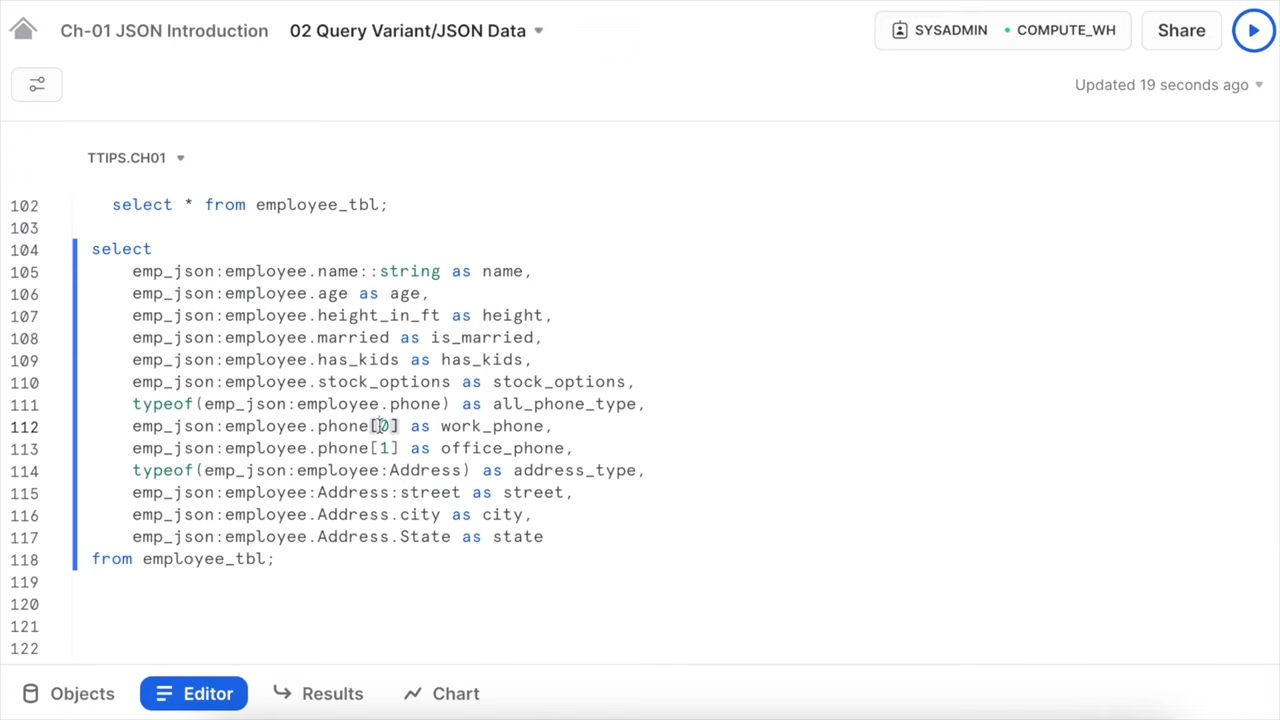 Ch-01 JSON Introduction 02 Query Variant/JSON Data SYSADMIN COMPUTE_WH Share
Updated 19 seconds ago
TTIPS.CH01
102 select * from employee_tbl;
103
104 select
105 emp_json:employee.name::string as name,
106 emp_json:employee.age as age,
107 emp_json:employee.height_in_ft as height,
108 emp_json:employee.married as is_married,
109 emp_json:employee.has_kids as has_kids,
110 emp_json:employee.stock_options as stock_options,
111 typeof(emp_json:employee.phone) as all_phone_type,
112 emp_json:employee.phone[0] as work_phone,
113 emp_json:employee.phone[1] as office_phone,
114 typeof(emp_json:employee:Address) as address_type,
115 emp_json:employee:Address:street as street,
116 emp_json:employee.Address.city as city,
117 emp_json:employee.Address.State as state
118 from employee_tbl;
119
120
121
122
Objects Editor Results Chart